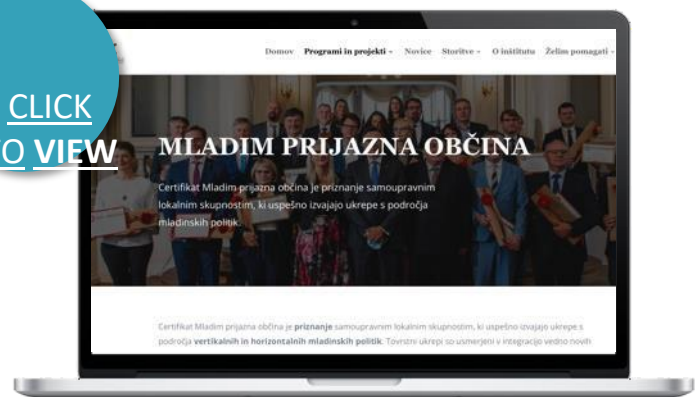 CLICK
TO VIEW
Domov Programi in projekti Novice Storitve O inštitutu Želim pomagati
MLADIM PRIJAZNA OBČINA
Certifikat Mladim prijazna občina je priznanje samoupravnim
lokalnim skupnostim, ki uspešno izvajajo ukrepe s področja
mladinskih politik.
Certifikat Mladim prijazna občina je priznanje samoupravnim lokalnim skupnostim, ki uspešno izvajajo ukrepe s
področja vertikalnih in horizontalnih mladinskih politik. Tovrstni ukrepi so usmerjeni v integracijo vedno novih